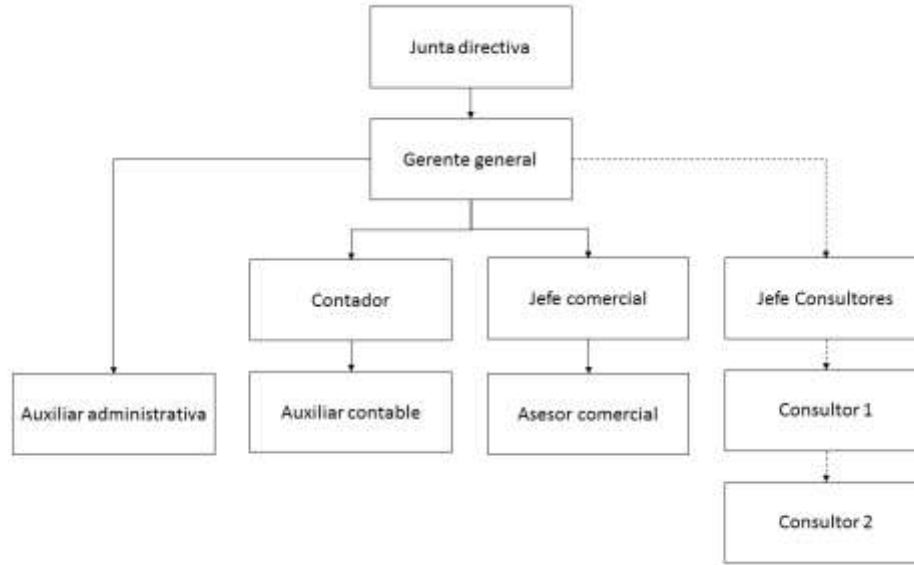 Junta directiva
Gerente general
Contador
Jefe comercial
Jefe Consultores
Auxiliar administrativa
Auxiliar contable
Asesor comercial
Consultor 1
Consultor 2